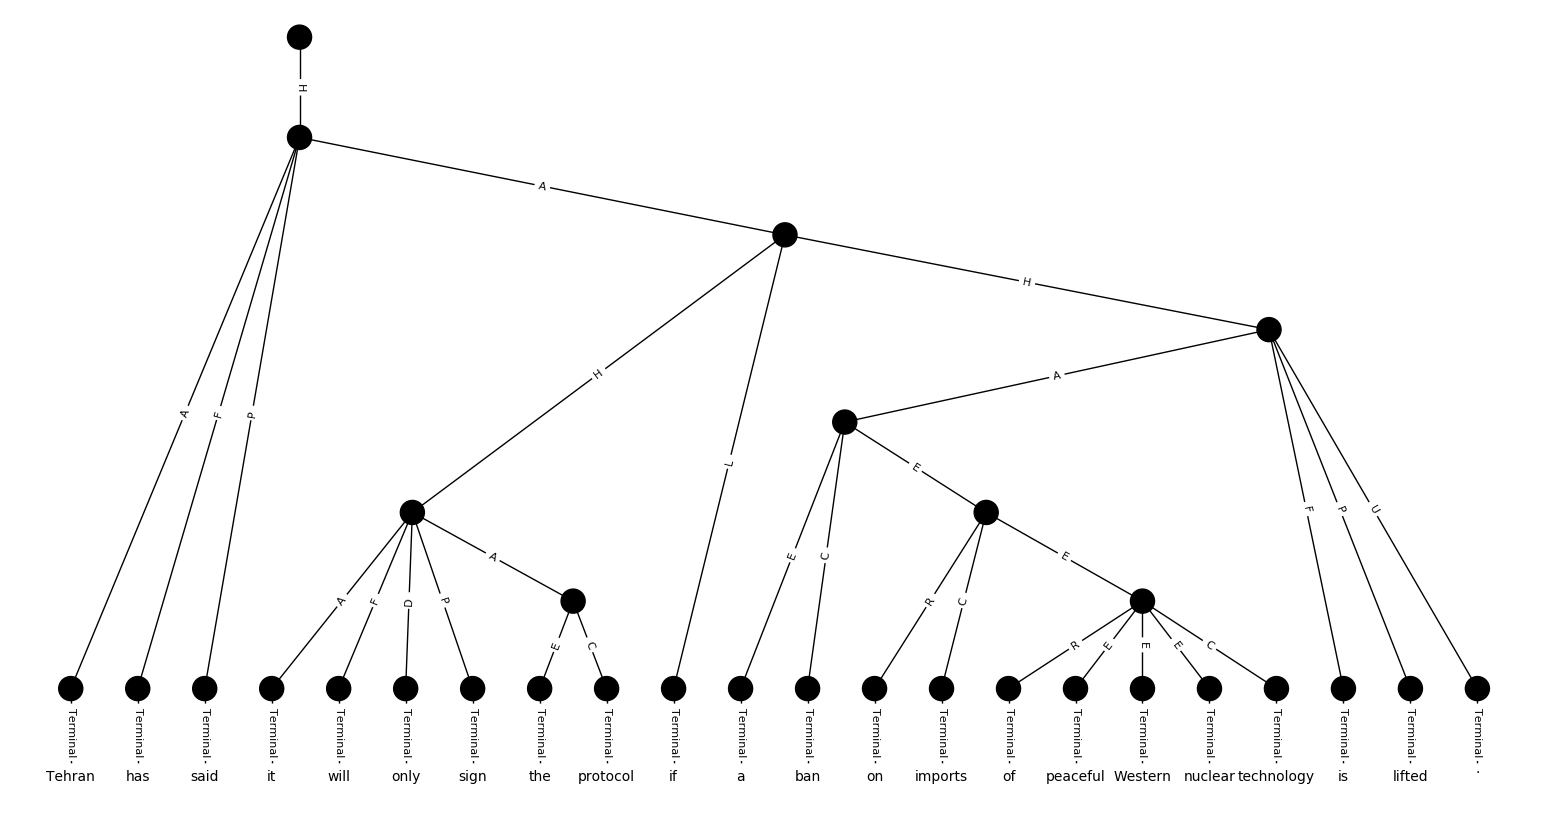 H
A
H
H
A
A
F
P
L
E
E
C
E
A
A
F
D
P
R
C
F
P
U
E
C
R
E
E
E
C
Terminal Terminal Terminal Terminal Terminal Terminal Terminal Terminal Terminal Terminal Terminal Terminal Terminal Terminal Terminal Terminal Terminal Terminal Terminal Terminal Terminal Terminal
Tehran has said it will only sign the protocol if a ban on imports of peaceful Western nuclear technology is lifted .